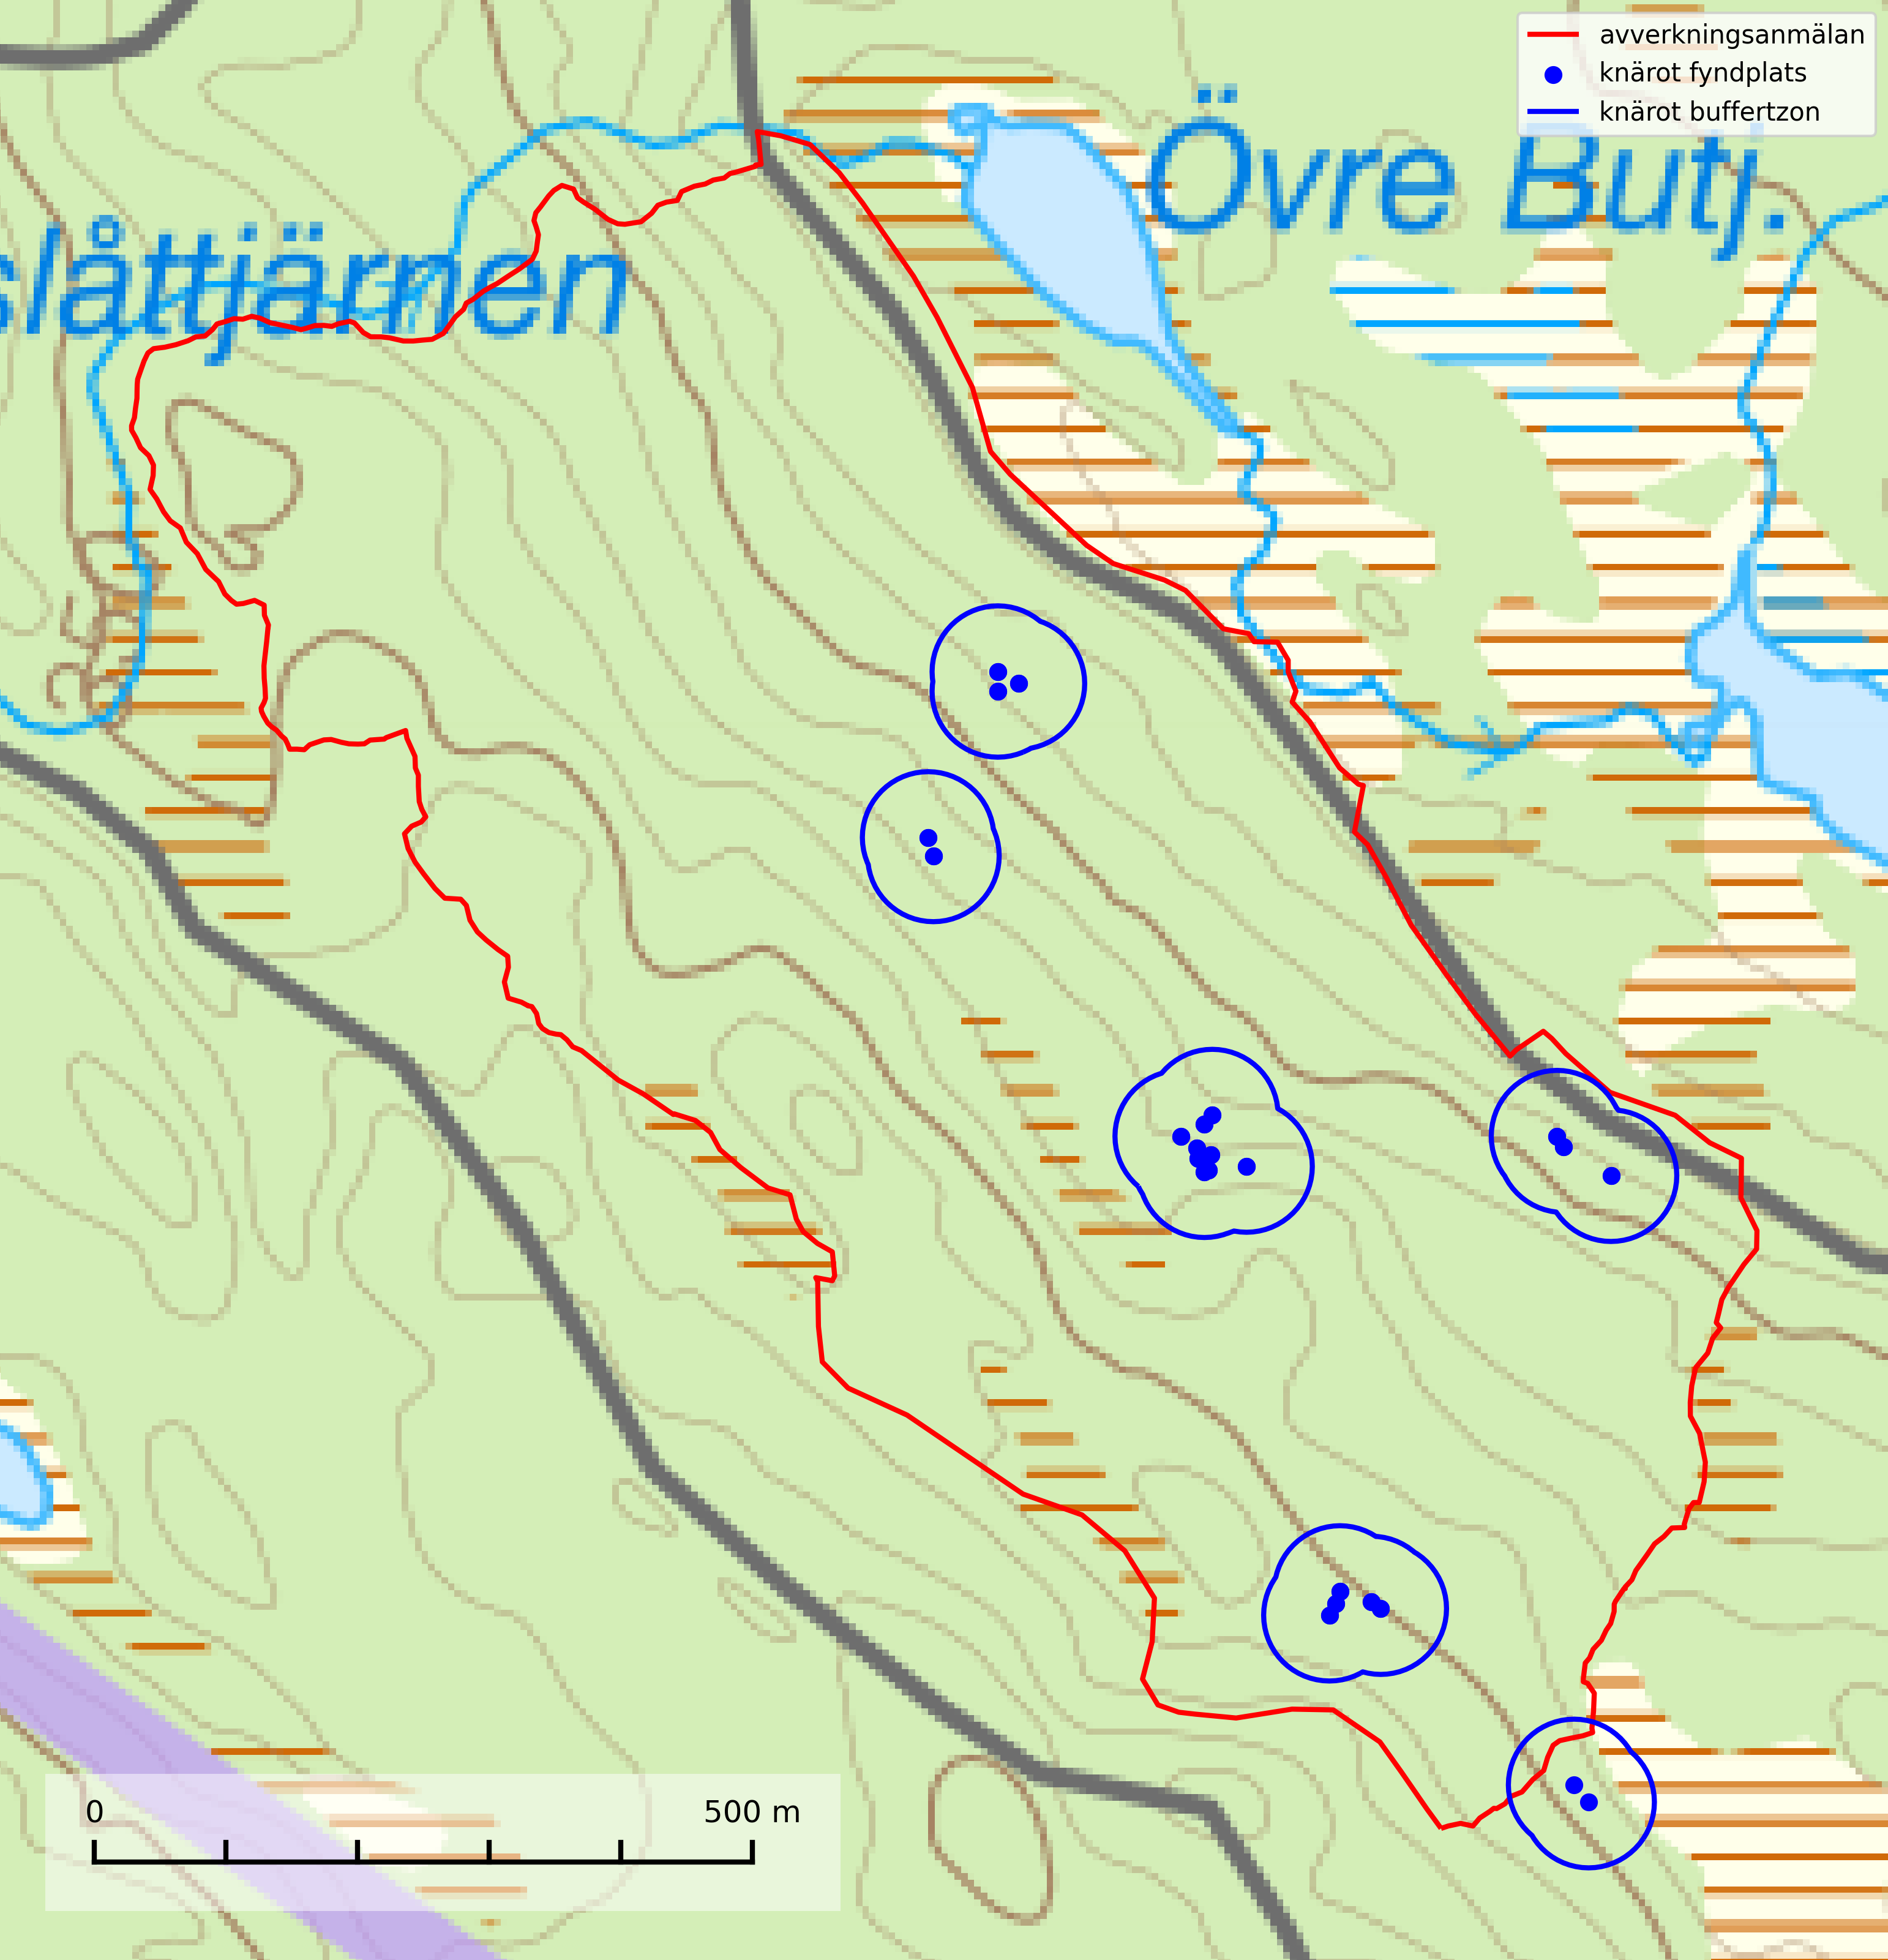 avverkningsanmälan
knärot fyndplats
knärot buffertzon
Övre Butj.
slåttjärnen
0 500 m